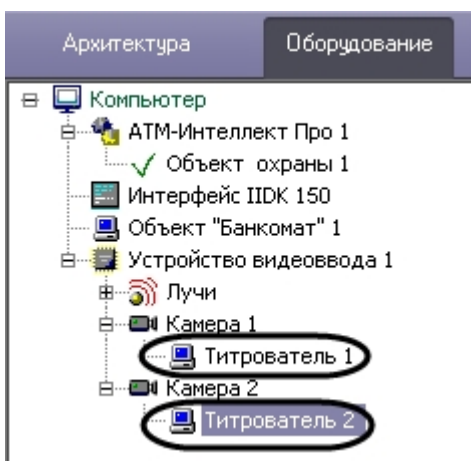 Архитектура Оборудование
Компьютер
АТМ-Интеллект Про 1
Объект охраны 1
Интерфейс IIDK 150
Объект "Банкомат" 1
Устройство видеоввода 1
Лучи
Камера 1
Титрователь 1
Камера 2
Титрователь 2